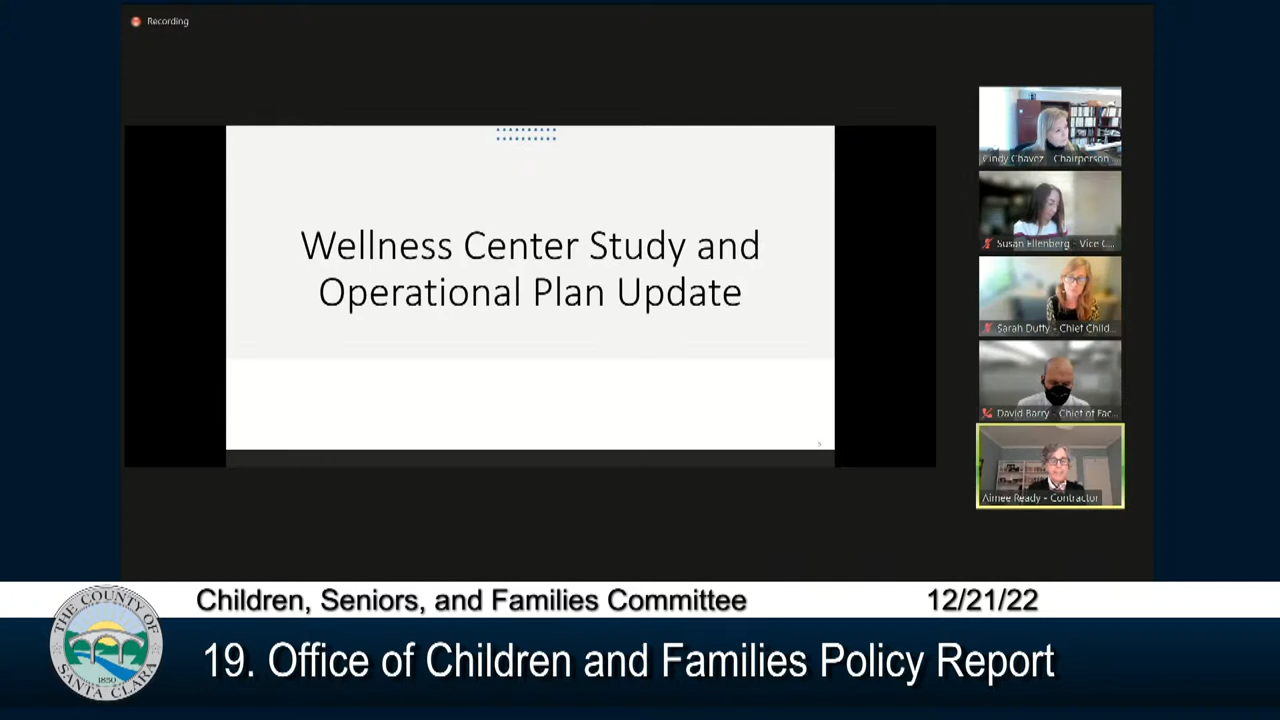 Recording
Wellness Center Study and
Operational Plan Update
5
Cindy Chavez - Chairperson...
Susan Ellenberg - Vice C...
Sarah Duffy - Chief Child...
David Barry - Chief of Fac...
Aimee Ready - Contractor
Children, Seniors, and Families Committee
12/21/22
THE COUNTY OF
SANTA CLARA
1850
19. Office of Children and Families Policy Report